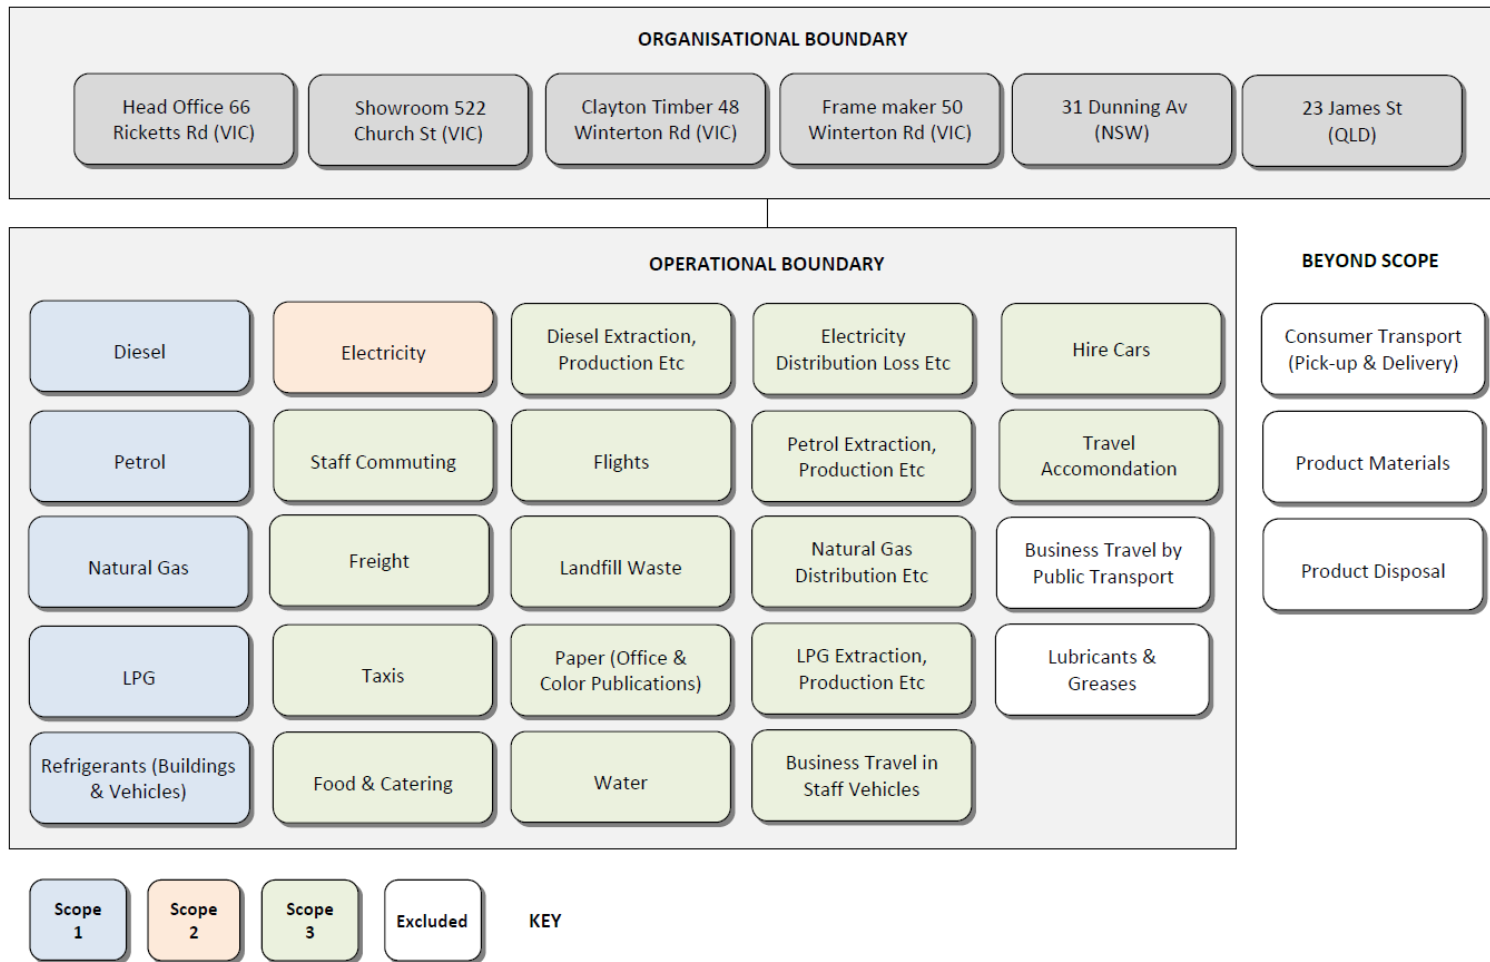 ORGANISATIONAL BOUNDARY
Head Office 66
Ricketts Rd (VIC)
Showroom 522
Church St (VIC)
Clayton Timber 48
Winterton Rd (VIC)
Frame maker 50
Winterton Rd (VIC)
31 Dunning Av
(NSW)
23 James St
(QLD)
OPERATIONAL BOUNDARY
Diesel
Electricity
Diesel Extraction,
Production Etc
Electricity
Distribution Loss Etc
Hire Cars
Petrol
Staff Commuting
Flights
Petrol Extraction,
Production Etc
Travel
Accomondation
Natural Gas
Freight
Landfill Waste
Natural Gas
Distribution Etc
Business Travel by
Public Transport
LPG
Taxis
Paper (Office &
Color Publications)
LPG Extraction,
Production Etc
Lubricants &
Greases
Refrigerants (Buildings
& Vehicles)
Food & Catering
Water
Business Travel in
Staff Vehicles
BEYOND SCOPE
Consumer Transport
(Pick-up & Delivery)
Product Materials
Product Disposal
Scope
1
Scope
2
Scope
3
Excluded
KEY